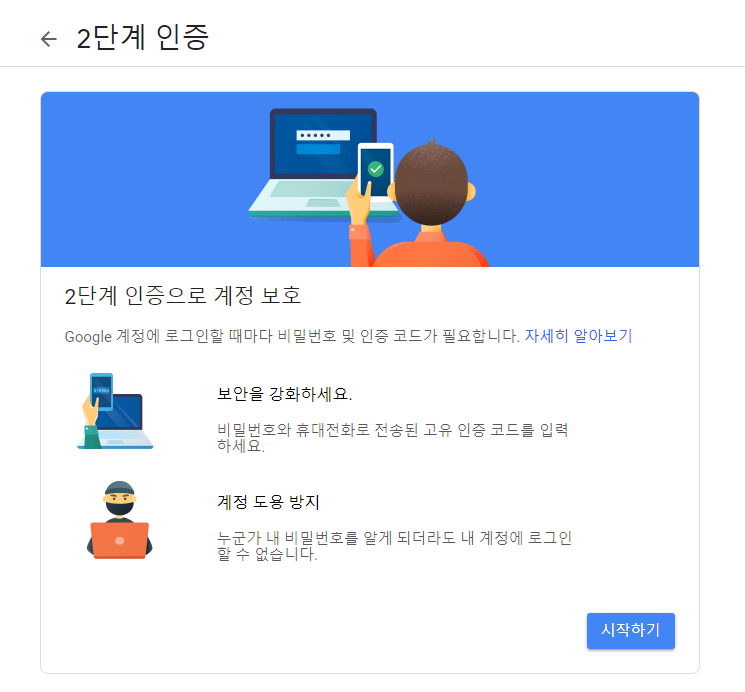 2단계 인증
2단계 인증으로 계정 보호
Google 계정에 로그인할 때마다 비밀번호 및 인증 코드가 필요합니다. 자세히 알아보기
보안을 강화하세요.
비밀번호와 휴대전화로 전송된 고유 인증 코드를 입력
하세요.
계정 도용 방지
누군가 내 비밀번호를 알게 되더라도 내 계정에 로그인
할 수 없습니다.
시작하기